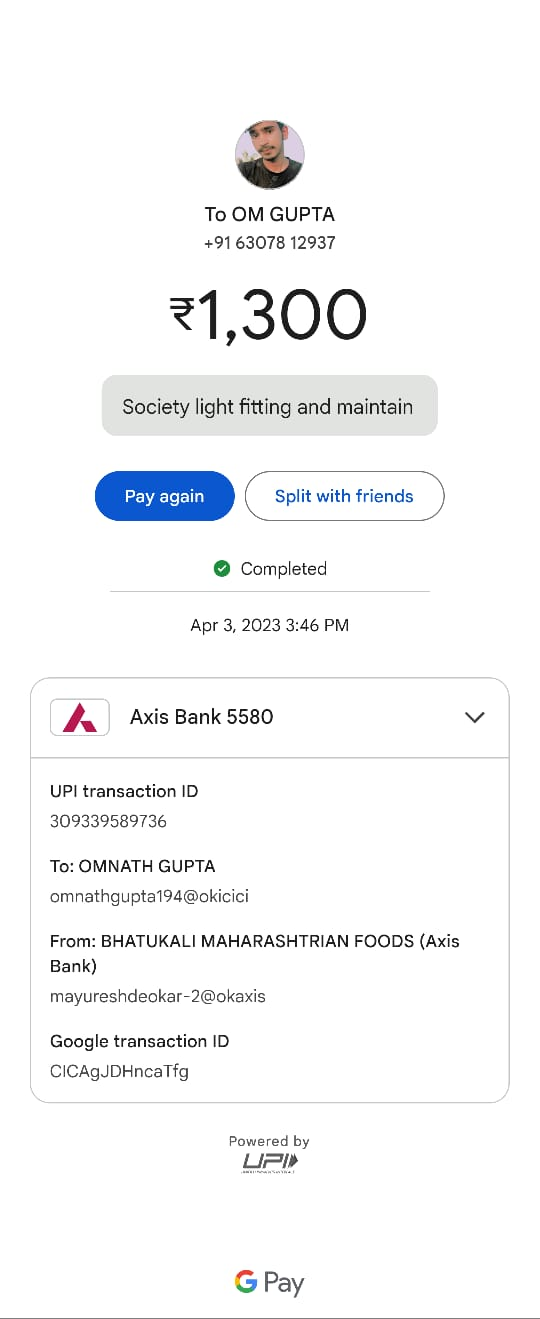 To OM GUPTA
+91 63078 12937
₹1,300
Society light fitting and maintain
Pay again
Split with friends
Completed
Apr 3, 2023 3:46 PM
Axis Bank 5580
UPI transaction ID
309339589736
To: OMNATH GUPTA
omnathgupta194@okicici
From: BHATUKALI MAHARASHTRIAN FOODS (Axis
Bank)
mayureshdeokar-2@okaxis
Google transaction ID
CICAgJDHncaTfg
Powered by
UPI
G Pay